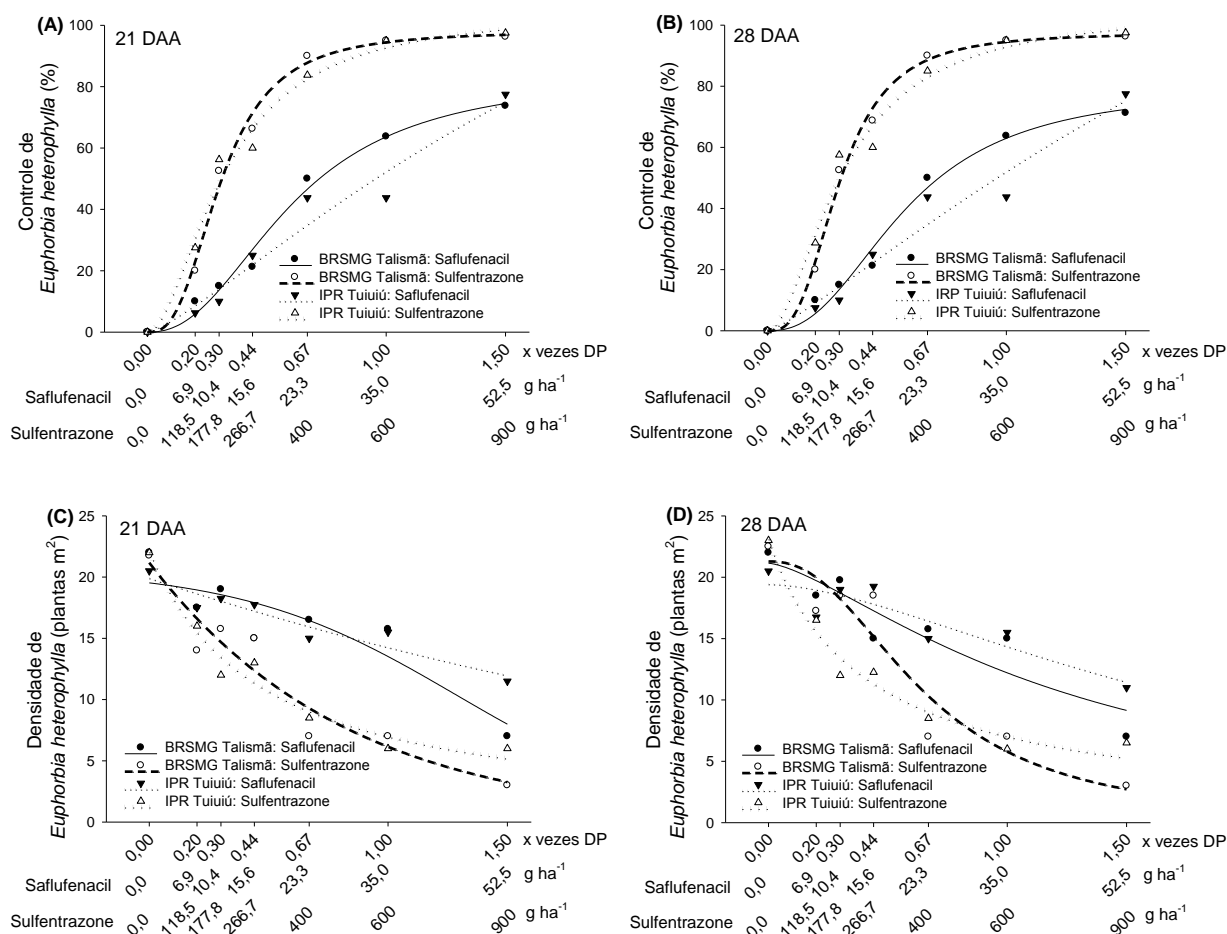 (A)
21 DAA
Controle de
Euphorbia heterophylla (%)
100
80
60
40
20
0
BRSMG Talismã: Saflufenacil
BRSMG Talismã: Sulfentrazone
IPR Tuiuiú: Saflufenacil
IPR Tuiuiú: Sulfentrazone
0,00 0,20 0,30 0,44 0,67 1,00 1,50 x vezes DP
Saflufenacil 0,0 6,9 10,4 15,6 23,3 35,0 52,5 g ha-1
Sulfentrazone 0,0 118,5 177,8 266,7 400 600 900 g ha-1
(B)
28 DAA
Controle de
Euphorbia heterophylla (%)
100
80
60
40
20
0
BRSMG Talismã: Saflufenacil
BRSMG Talismã: Sulfentrazone
IRP Tuiuiú: Saflufenacil
IPR Tuiuiú: Sulfentrazone
0,00 0,20 0,30 0,44 0,67 1,00 1,50 x vezes DP
Saflufenacil 0,0 6,9 10,4 15,6 23,3 35,0 52,5 g ha-1
Sulfentrazone 0,0 118,5 177,8 266,7 400 600 900 g ha-1
(C)
21 DAA
Densidade de
Euphorbia heterophylla (plantas m²)
25
20
15
10
5
0
BRSMG Talismã: Saflufenacil
BRSMG Talismã: Sulfentrazone
IPR Tuiuiú: Saflufenacil
IPR Tuiuiú: Sulfentrazone
0,00 0,20 0,30 0,44 0,67 1,00 1,50 x vezes DP
Saflufenacil 0,0 6,9 10,4 15,6 23,3 35,0 52,5 g ha-1
Sulfentrazone 0,0 118,5 177,8 266,7 400 600 900 g ha-1
(D)
28 DAA
Densidade de
Euphorbia heterophylla (plantas m²)
25
20
15
10
5
0
BRSMG Talismã: Saflufenacil
BRSMG Talismã: Sulfentrazone
IPR Tuiuiú: Saflufenacil
IPR Tuiuiú: Sulfentrazone
0,00 0,20 0,30 0,44 0,67 1,00 1,50 x vezes DP
Saflufenacil 0,0 6,9 10,4 15,6 23,3 35,0 52,5 g ha-1
Sulfentrazone 0,0 118,5 177,8 266,7 400 600 900 g ha-1